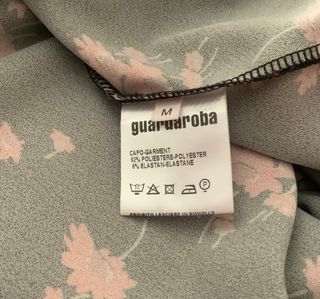 M
guardaroba
CAPO-GARMENT
92% POLIESTERE-POLYESTER
8% ELASTAN-ELASTANE
P